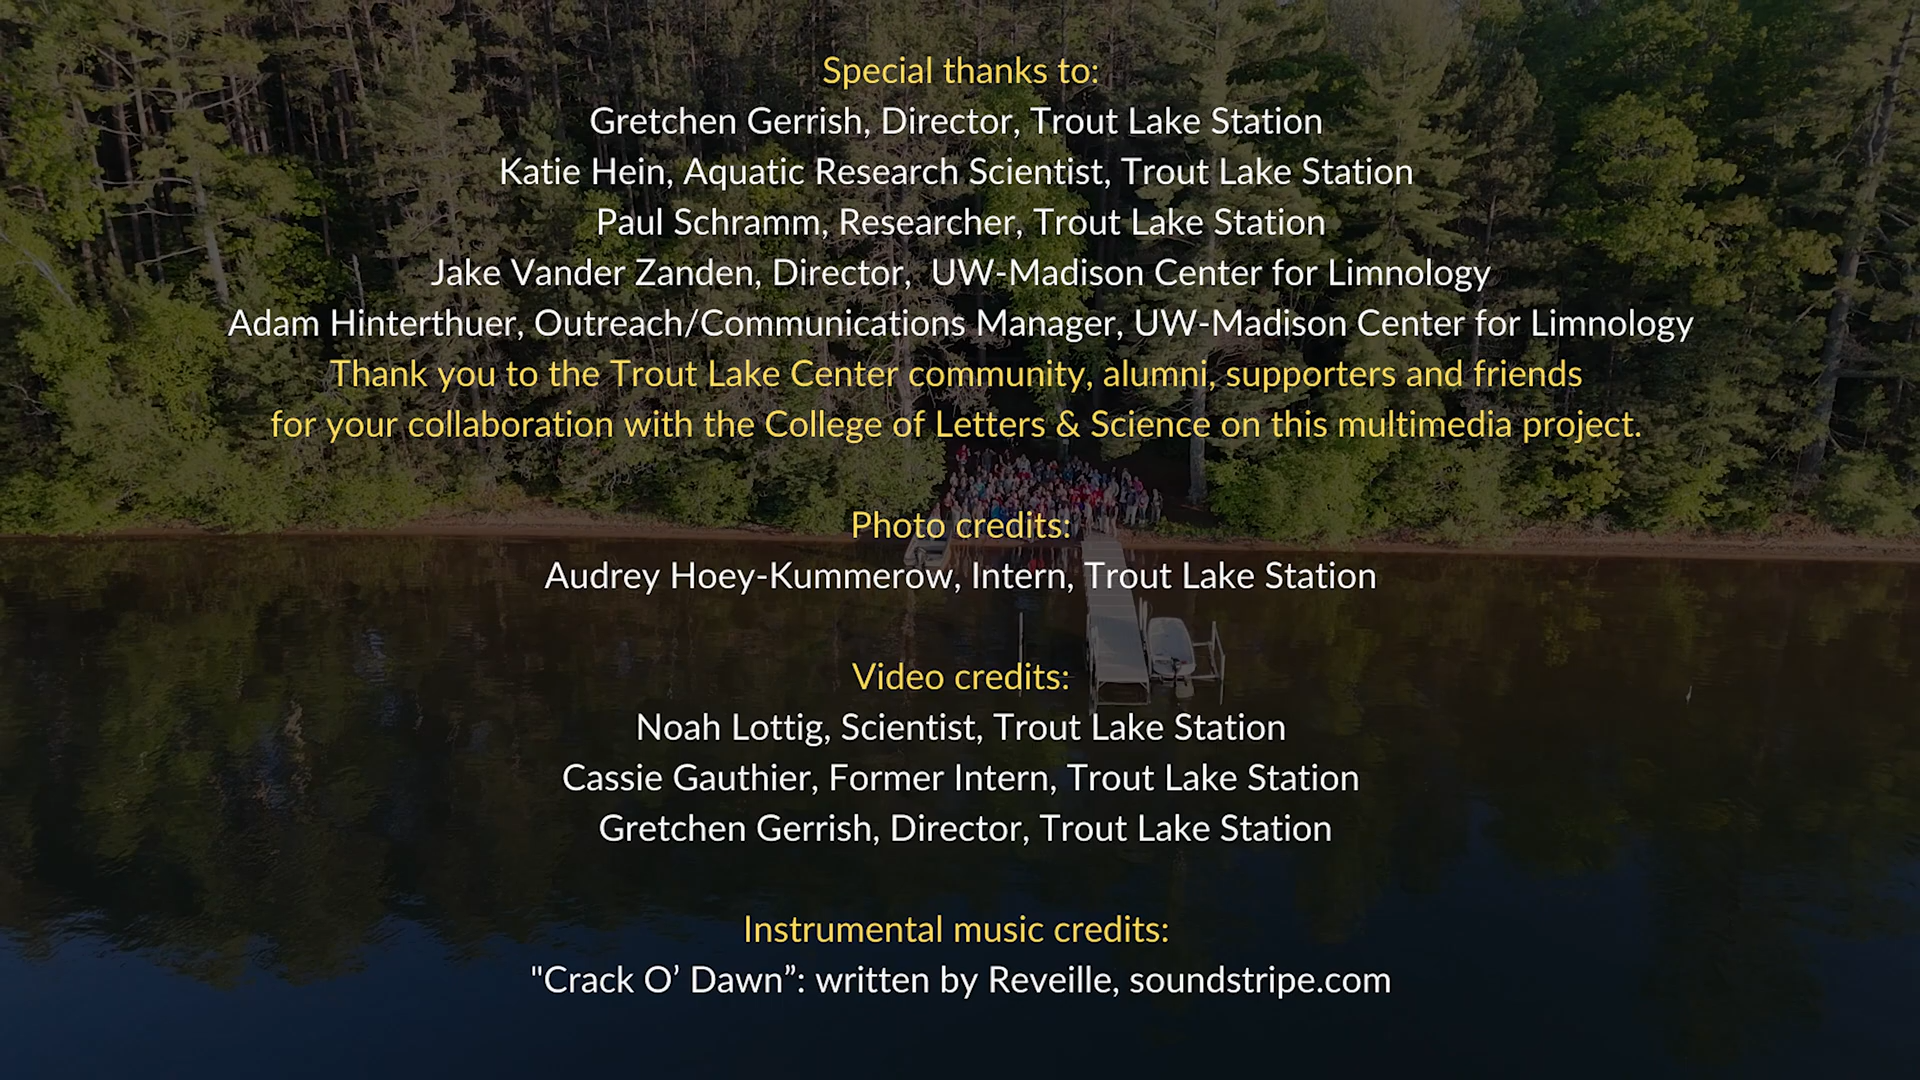 Special thanks to:
Gretchen Gerrish, Director, Trout Lake Station
Katie Hein, Aquatic Research Scientist, Trout Lake Station
Paul Schramm, Researcher, Trout Lake Station
Jake Vander Zanden, Director,  UW-Madison Center for Limnology
Adam Hinterthuer, Outreach/Communications Manager, UW-Madison Center for Limnology
Thank you to the Trout Lake Center community, alumni, supporters and friends
for your collaboration with the College of Letters & Science on this multimedia project.
Photo credits:
Audrey Hoey-Kummerow, Intern, Trout Lake Station
Video credits:
Noah Lottig, Scientist, Trout Lake Station
Cassie Gauthier, Former Intern, Trout Lake Station
Gretchen Gerrish, Director, Trout Lake Station
Instrumental music credits:
"Crack O’ Dawn”: written by Reveille, soundstripe.com